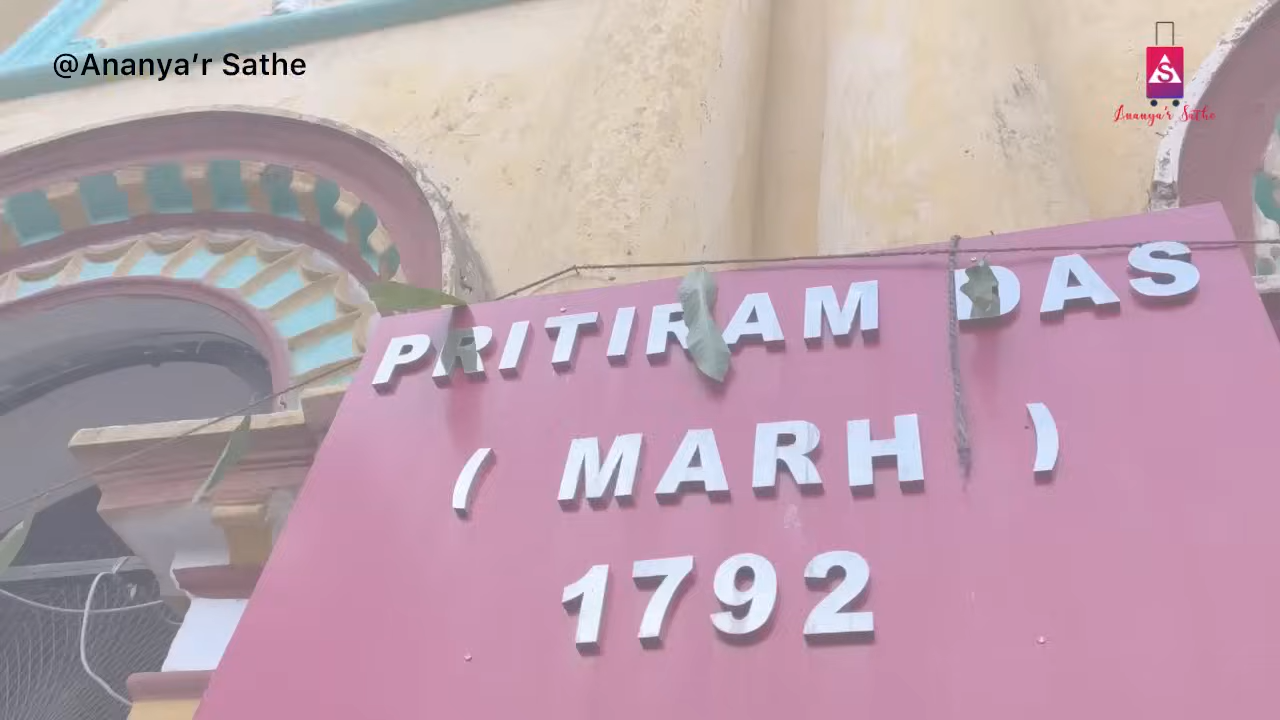 @Ananya'r Sathe
S
Ananya'r Sathe
PRITIRAM DAS
( MARH )
1792